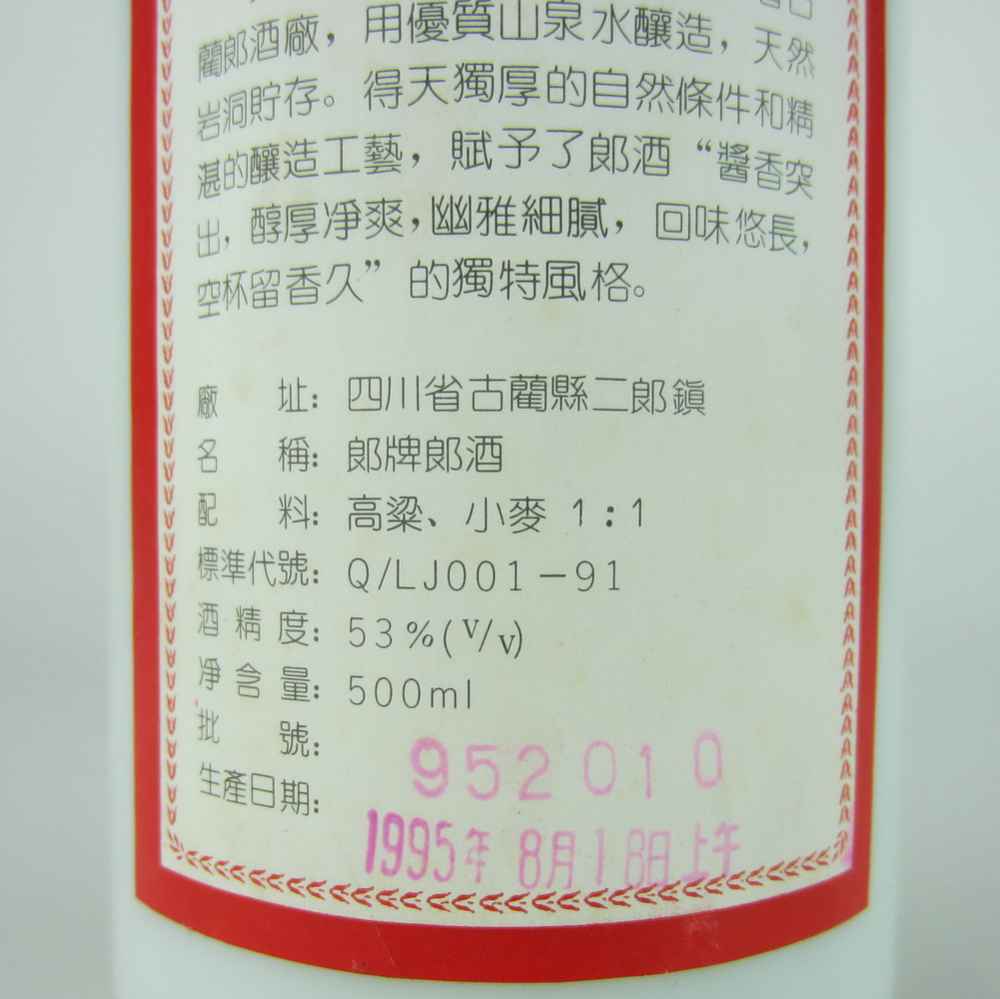 藺郎酒廠，用優質山泉水釀造，天然
岩洞貯存。得天獨厚的自然條件和精
湛的釀造工藝，賦予了郎酒“醬香突
出，醇厚凈爽，幽雅細膩，回味悠長，
空杯留香久”的獨特風格。
廠 址：四川省古藺縣二郎鎮
名 稱：郎牌郎酒
配 料：高粱、小麥 1：1
標準代號：Q/LJ001－91
酒精度：53%(V/v)
凈含量：500ml
批 號：952010
生產日期：1995年 8月18日上午